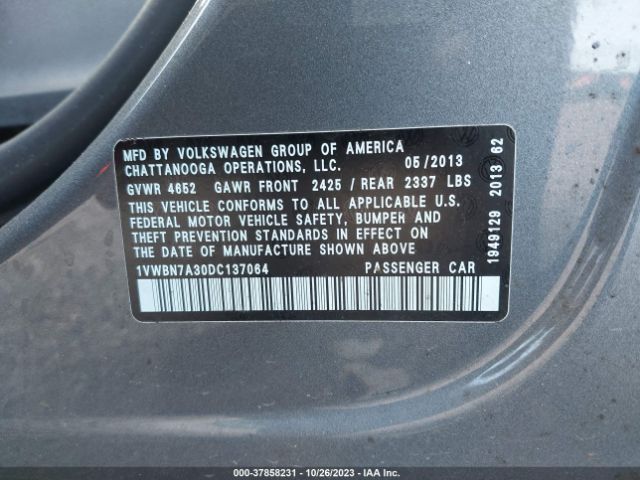 MFD BY VOLKSWAGEN GROUP OF AMERICA
CHATTANOOGA OPERATIONS, LLC. 05/2013
GVWR 4652 GAWR FRONT 2425 / REAR 2337 LBS
THIS VEHICLE CONFORMS TO ALL APPLICABLE U.S.
FEDERAL MOTOR VEHICLE SAFETY, BUMPER AND
THEFT PREVENTION STANDARDS IN EFFECT ON
THE DATE OF MANUFACTURE SHOWN ABOVE
1VWBN7A30DC137064 PASSENGER CAR
1949129 2013 62
000-37858231 - 10/26/2023 - IAA Inc.